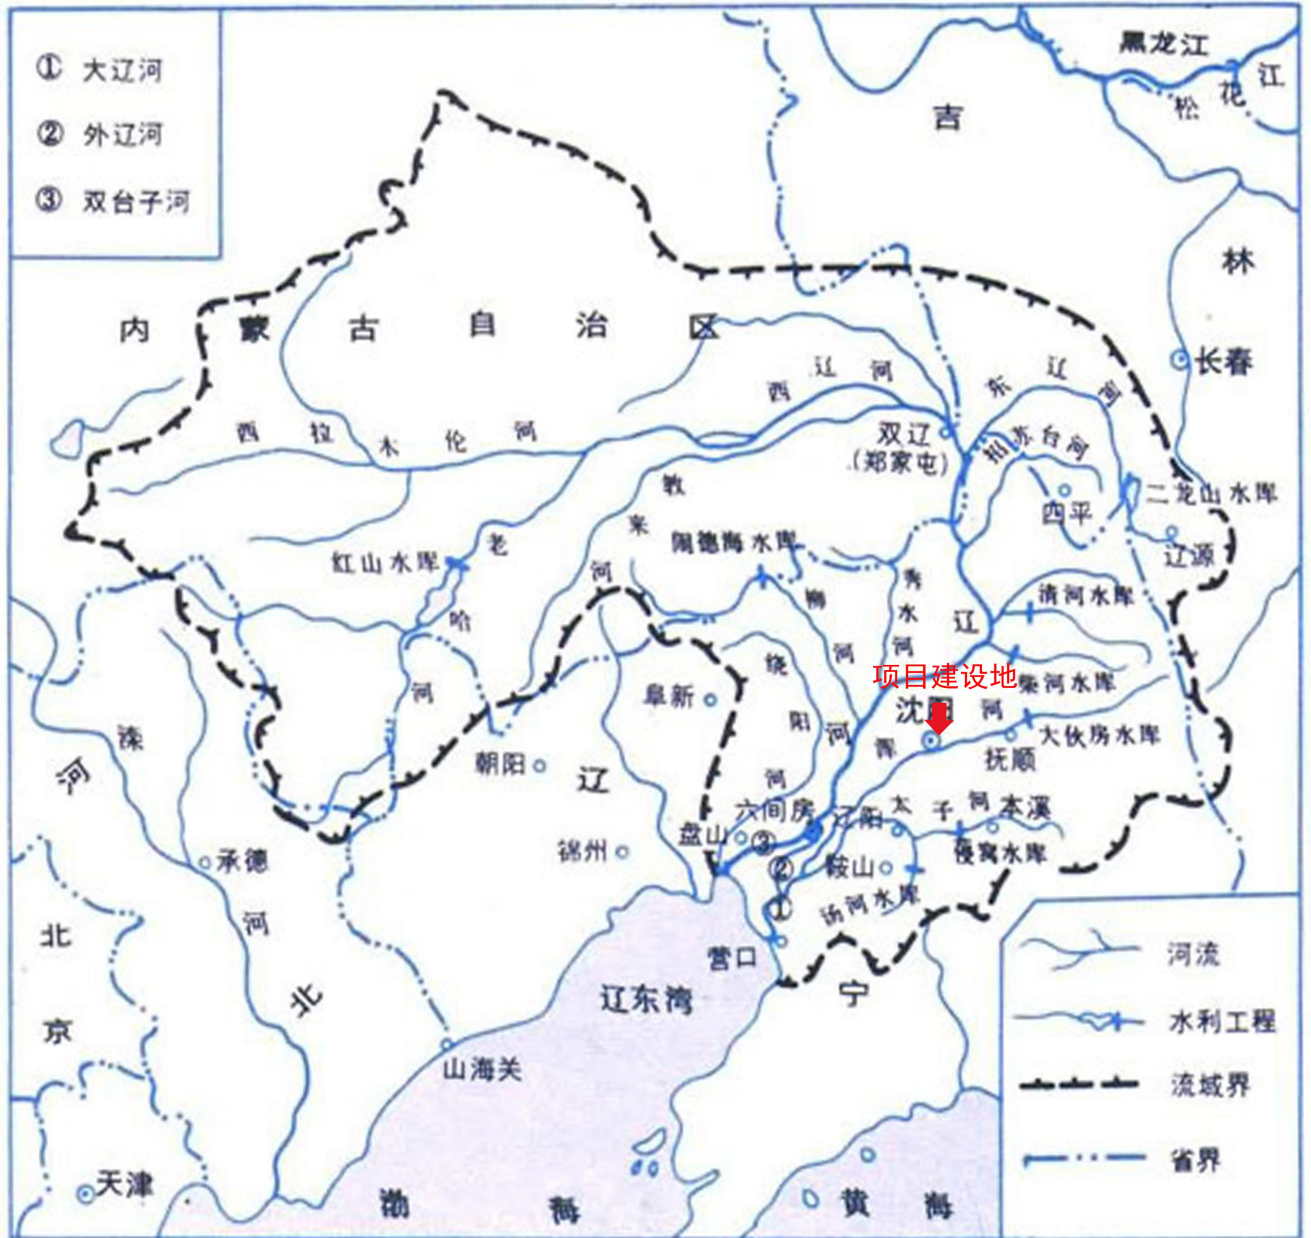 ① 大辽河
② 外辽河
③ 双台子河
黑龙江
松花江
吉
林
长春
内蒙古自治区
西辽河
东辽河
西拉木伦河
双辽
(郑家屯)
招苏台河
二龙山水库
四平
辽源
教来河
闹德海水库
红山水库
老哈河
柳河
秀水河
辽
河
清河水库
项目建设地
柴河水库
沈阳
浑河
大伙房水库
抚顺
绕阳河
阜新
朝阳
辽
滦
河
河
承德
锦州
盘山
六间房
③
②
①
辽阳
太子河
本溪
鞍山
汤河水库
营口
宁
辽东湾
北
北
京
山海关
天津
渤海
黄海
河流
水利工程
流域界
省界